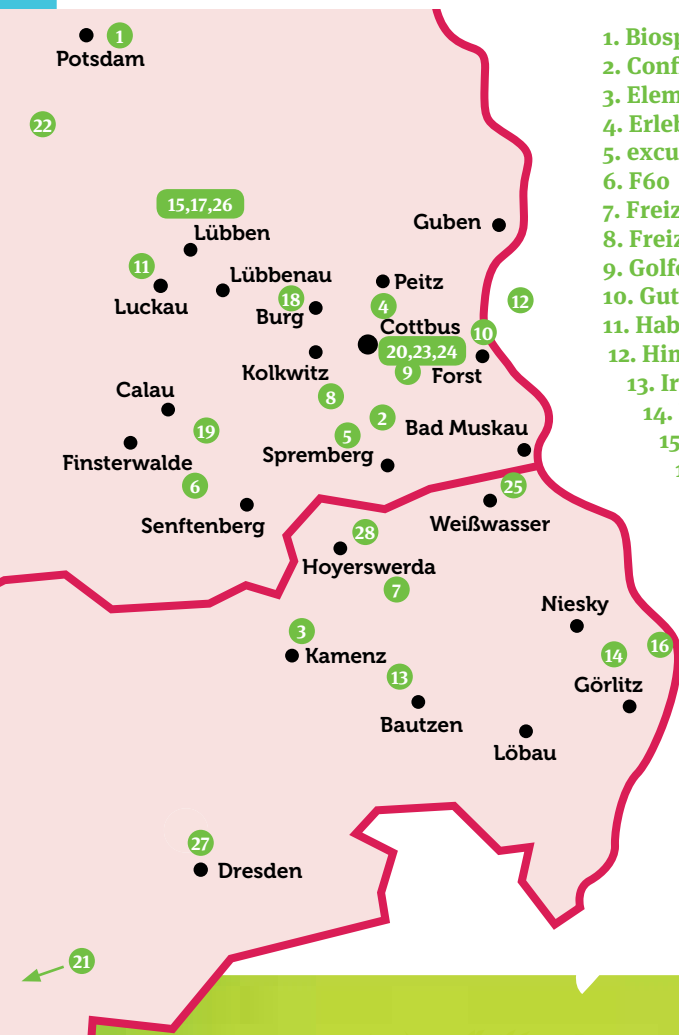 1
Potsdam
22
15,17,26
Lübben
Guben
11
Luckau
Lübbenau
18
Burg
Peitz
4
12
Cottbus
10
20,23,24
Kolkwitz
9
Forst
Calau
8
2
19
5
Bad Muskau
Finsterwalde
Spremberg
6
25
Senftenberg
Weißwasser
28
Hoyerswerda
7
Niesky
3
Kamenz
16
14
13
Görlitz
Bautzen
Löbau
27
Dresden
21
1. Biosp
2. Conf
3. Elem
4. Erleb
5. excu
6. F60
7. Freiz
8. Freiz
9. Golfo
10. Gut
11. Hab
12. Hin
13. Ir
14.
15
1